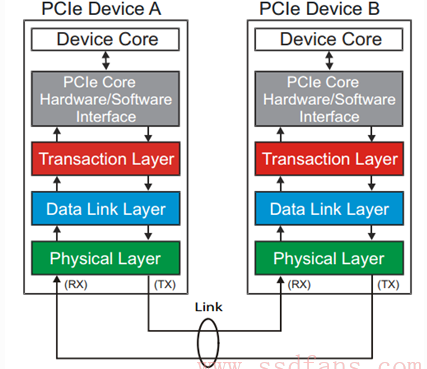 PCIe Device A
PCIe Device B
Device Core
Device Core
PCIe Core
Hardware/Software
Interface
PCIe Core
Hardware/Software
Interface
Transaction Layer
Transaction Layer
Data Link Layer
Data Link Layer
Physical Layer
Physical Layer
(RX)
(TX)
(RX)
(TX)
Link
www.ssdfans.com